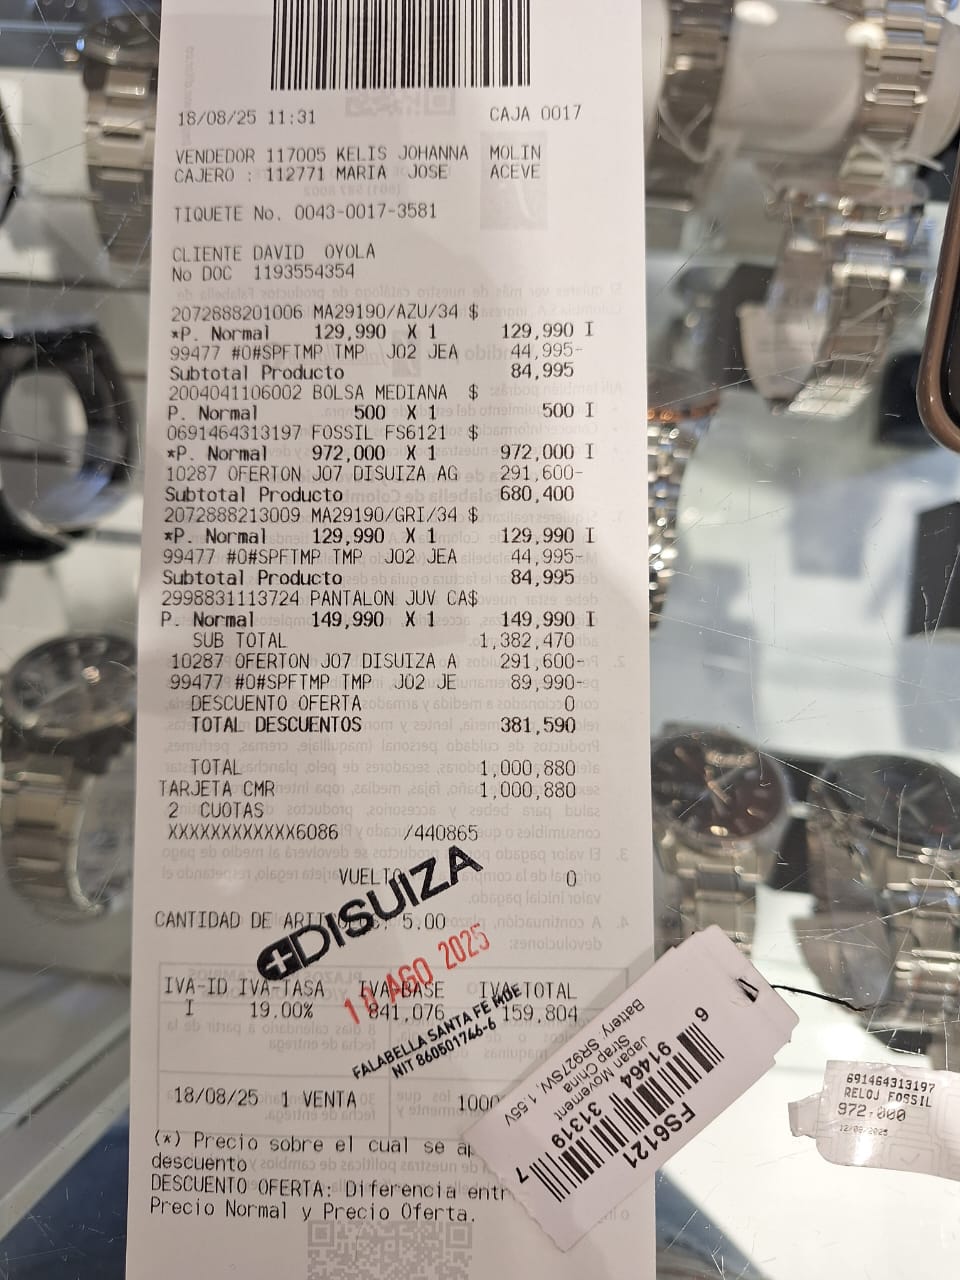 18/08/25 11:31 CAJA 0017
VENDEDOR 117005 KELIS JOHANNA MOLIN
CAJERO : 112771 MARIA JOSE ACEVE
TIQUETE No. 0043-0017-3581
CLIENTE DAVID OYOLA
No DOC 1193554354
2072888201006 MA29190/AZU/34 $
*P. Normal 129,990 X 1 129,990 I
99477 #0#SPFTMP TMP J02 JEA 44,995-
Subtotal Producto 84,995
2004041106002 BOLSA MEDIANA $
P. Normal 500 X 1 500 I
0691464313197 FOSSIL FS6121 $
*P. Normal 972,000 X 1 972,000 I
10287 OFERTON J07 DISUIZA AG 291,600-
Subtotal Producto 680,400
2072888213009 MA29190/GRI/34 $
*P. Normal 129,990 X 1 129,990 I
99477 #0#SPFTMP TMP J02 JEA 44,995-
Subtotal Producto 84,995
2998831113724 PANTALON JUV CA$
P. Normal 149,990 X 1 149,990 I
SUB TOTAL 1,382,470
10287 OFERTON J07 DISUIZA A 291,600-
99477 #0#SPFTMP TMP J02 JE 89,990-
DESCUENTO OFERTA 0
TOTAL DESCUENTOS 381,590
TOTAL 1,000,880
TARJETA CMR 1,000,880
2 CUOTAS
XXXXXXXXXXXX6086 /440865
VUELTO 0
CANTIDAD DE 5.00
DISUIZA
AGO 2025
FALABELLA SANTA FE MDE
NIT 860501746-6
IVA-ID IVA-TASA IVA-BASE IVA-TOTAL
I 19.00% 841,076 159,804
18/08/25 1 VENTA 1000
(*) Precio sobre el cual se ap
descuento
DESCUENTO OFERTA: Diferencia entr
Precio Normal y Precio Oferta.
FS6121
6 91464 31319 7
Japan Movement
Strap China
Battery: SR927SW, 1.55V
691464313197
RELOJ FOSSIL
972.000